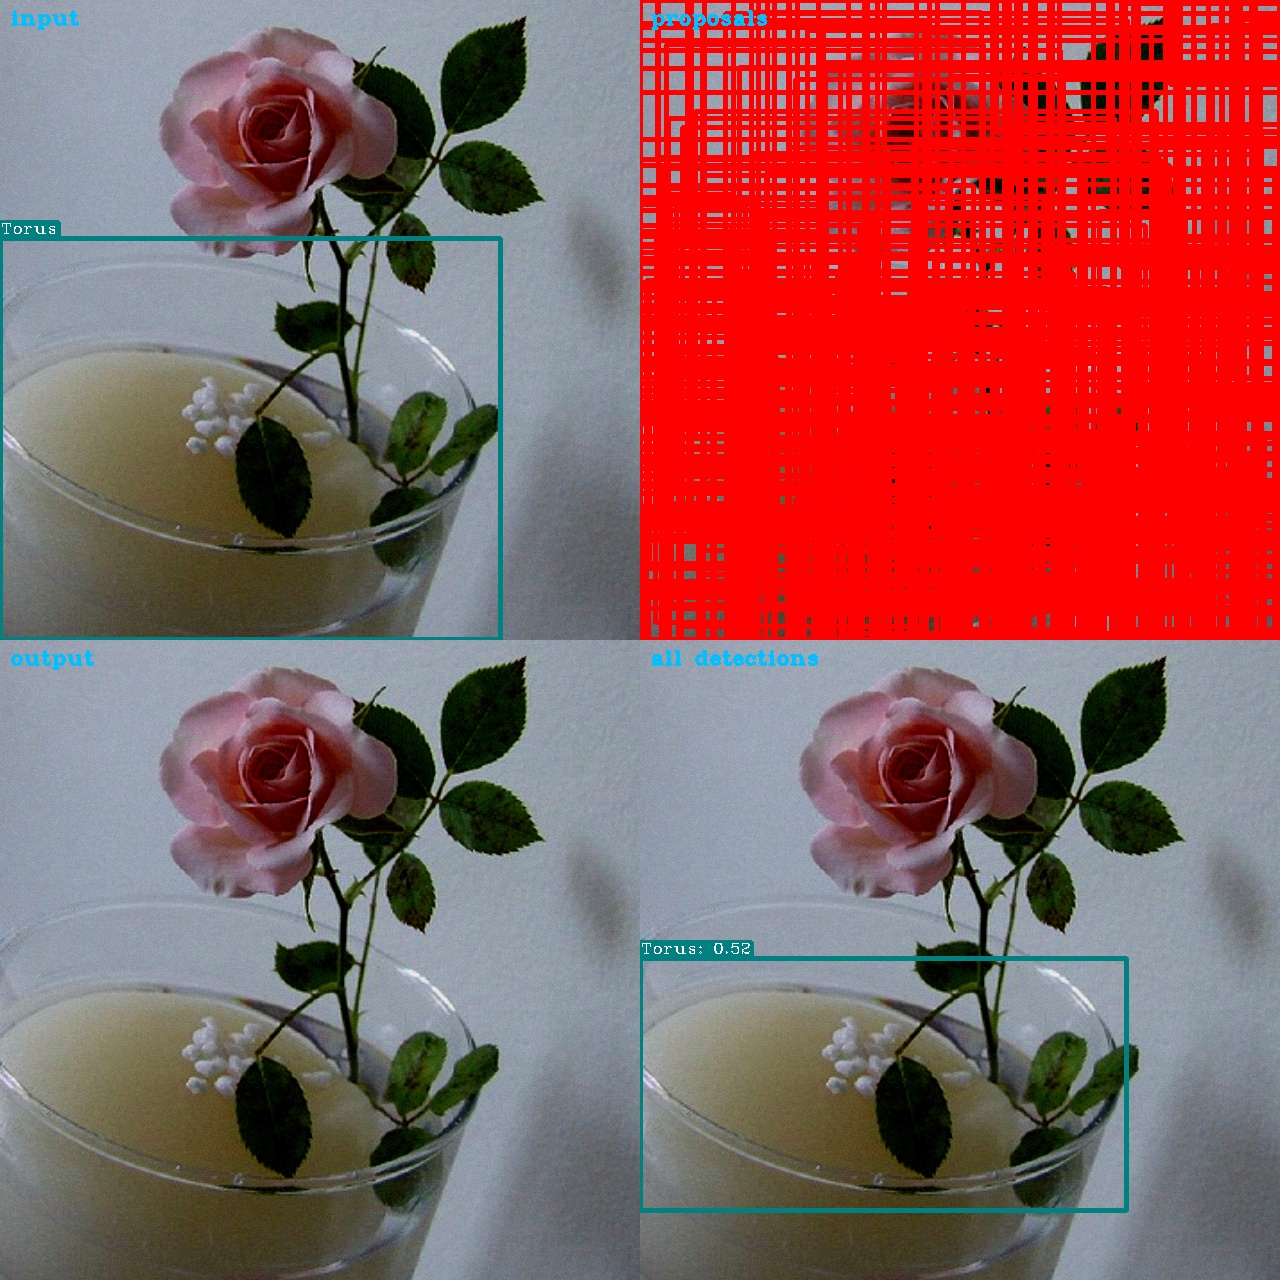 input
proposals
Torus
output
all detections
Torus: 0.52